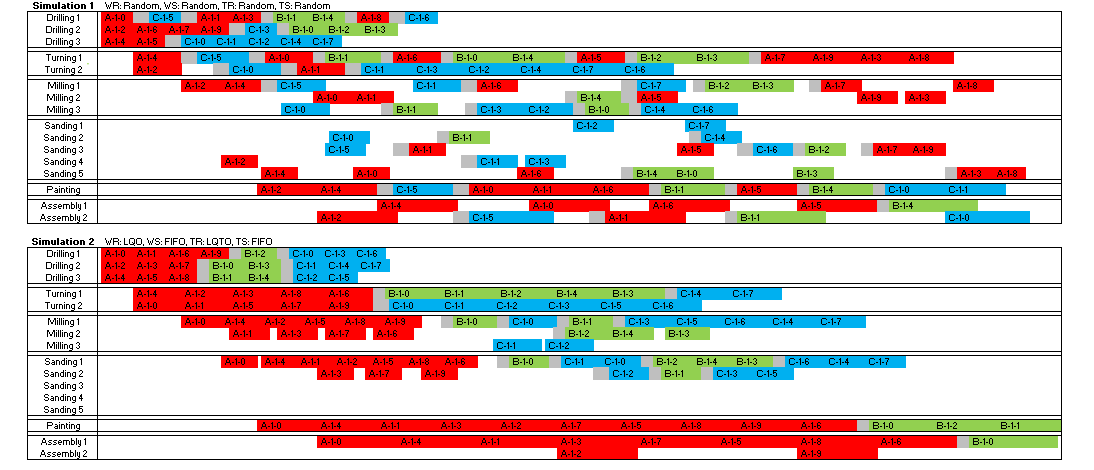 Simulation 1 WR: Random, WS: Random, TR: Random, TS: Random
Drilling 1 A-1-0 C-1-5 A-1-1 A-1-3 B-1-1 B-1-4 A-1-9 C-1-6
Drilling 2 A-1-2 A-1-6 A-1-7 C-1-3 B-1-0 B-1-2 B-1-3
Drilling 3 A-1-4 A-1-5 C-1-0 C-1-1 C-1-2 C-1-4 C-1-7
Turning 1 A-1-4 C-1-5 A-1-0 B-1-1 A-1-6 B-1-0 B-1-4 A-1-5 B-1-2 B-1-3 A-1-7 A-1-9 A-1-3 A-1-3
Turning 2 A-1-2 C-1-0 A-1-1 C-1-1 C-1-3 C-1-2 C-1-4 C-1-7 C-1-6
Milling 1 A-1-2 A-1-4 C-1-5 C-1-1 A-1-6 C-1-7 B-1-2 B-1-3 A-1-7 A-1-3
Milling 2 A-1-0 A-1-1 B-1-4 A-1-5 A-1-9 A-1-3
Milling 3 C-1-0 B-1-1 C-1-3 C-1-2 B-1-0 C-1-4 C-1-6
Sanding 1 C-1-2 C-1-7
Sanding 2 C-1-0 B-1-1 C-1-4
Sanding 3 C-1-5 A-1-1 A-1-5 C-1-6 B-1-2 A-1-7 A-1-9
Sanding 4 A-1-2 C-1-1 C-1-3
Sanding 5 A-1-4 A-1-0 A-1-6 B-1-4 B-1-0 B-1-3 A-1-3 A-1-3
Painting A-1-2 A-1-4 C-1-5 A-1-0 A-1-1 A-1-6 B-1-1 A-1-5 B-1-4 C-1-0 C-1-1
Assembly 1 A-1-4 A-1-0 A-1-6 A-1-5 B-1-4
Assembly 2 A-1-2 C-1-5 A-1-1 B-1-1 C-1-0
Simulation 2 WR: LQO, WS: FIFO, TR: LQTO, TS: FIFO
Drilling 1 A-1-0 A-1-1 A-1-6 A-1-9 B-1-2 C-1-0 C-1-3 C-1-6
Drilling 2 A-1-2 A-1-3 A-1-7 B-1-0 B-1-3 C-1-1 C-1-4 C-1-7
Drilling 3 A-1-4 A-1-5 A-1-9 B-1-1 B-1-4 C-1-2 C-1-5
Turning 1 A-1-4 A-1-2 A-1-3 A-1-9 A-1-6 B-1-0 B-1-1 B-1-2 B-1-4 B-1-3 C-1-4 C-1-7
Turning 2 A-1-0 A-1-1 A-1-5 A-1-7 A-1-9 C-1-0 C-1-1 C-1-2 C-1-3 C-1-5 C-1-6
Milling 1 A-1-0 A-1-4 A-1-2 A-1-5 A-1-9 A-1-9 B-1-0 C-1-0 B-1-1 C-1-3 C-1-5 C-1-6 C-1-4 C-1-7
Milling 2 A-1-1 A-1-3 A-1-7 A-1-6 B-1-2 B-1-4 B-1-3
Milling 3 C-1-1 C-1-2
Sanding 1 A-1-0 A-1-4 A-1-1 A-1-2 A-1-5 A-1-9 A-1-6 B-1-0 C-1-1 C-1-0 B-1-2 B-1-4 B-1-3 C-1-6 C-1-4 C-1-7
Sanding 2 A-1-3 A-1-7 A-1-9 C-1-2 B-1-1 C-1-3 C-1-5
Sanding 3
Sanding 4
Sanding 5
Painting A-1-0 A-1-4 A-1-1 A-1-2 A-1-3 A-1-7 A-1-5 A-1-9 A-1-9 A-1-6 B-1-0 B-1-2 B-1-1
Assembly 1 A-1-0 A-1-4 A-1-1 A-1-3 A-1-7 A-1-5 A-1-9 A-1-6 B-1-0
Assembly 2 A-1-2 A-1-9